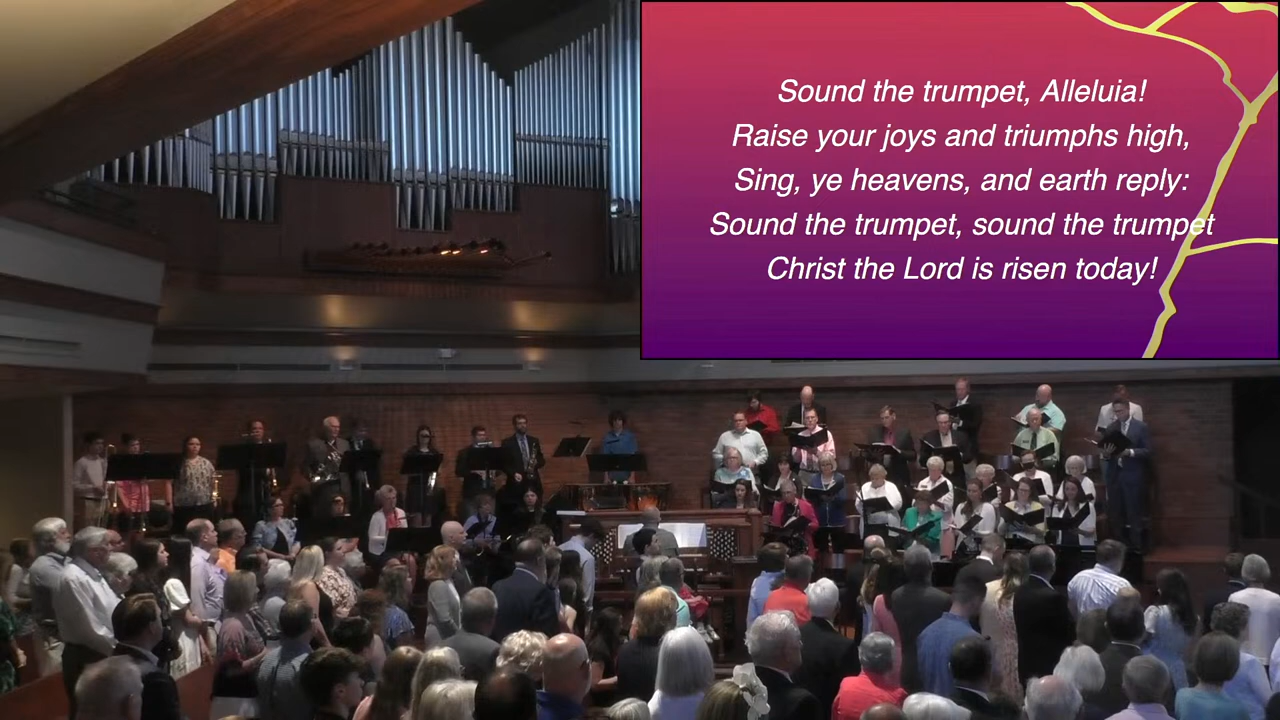 Sound the trumpet, Alleluia!
Raise your joys and triumphs high,
Sing, ye heavens, and earth reply:
Sound the trumpet, sound the trumpet
Christ the Lord is risen today!